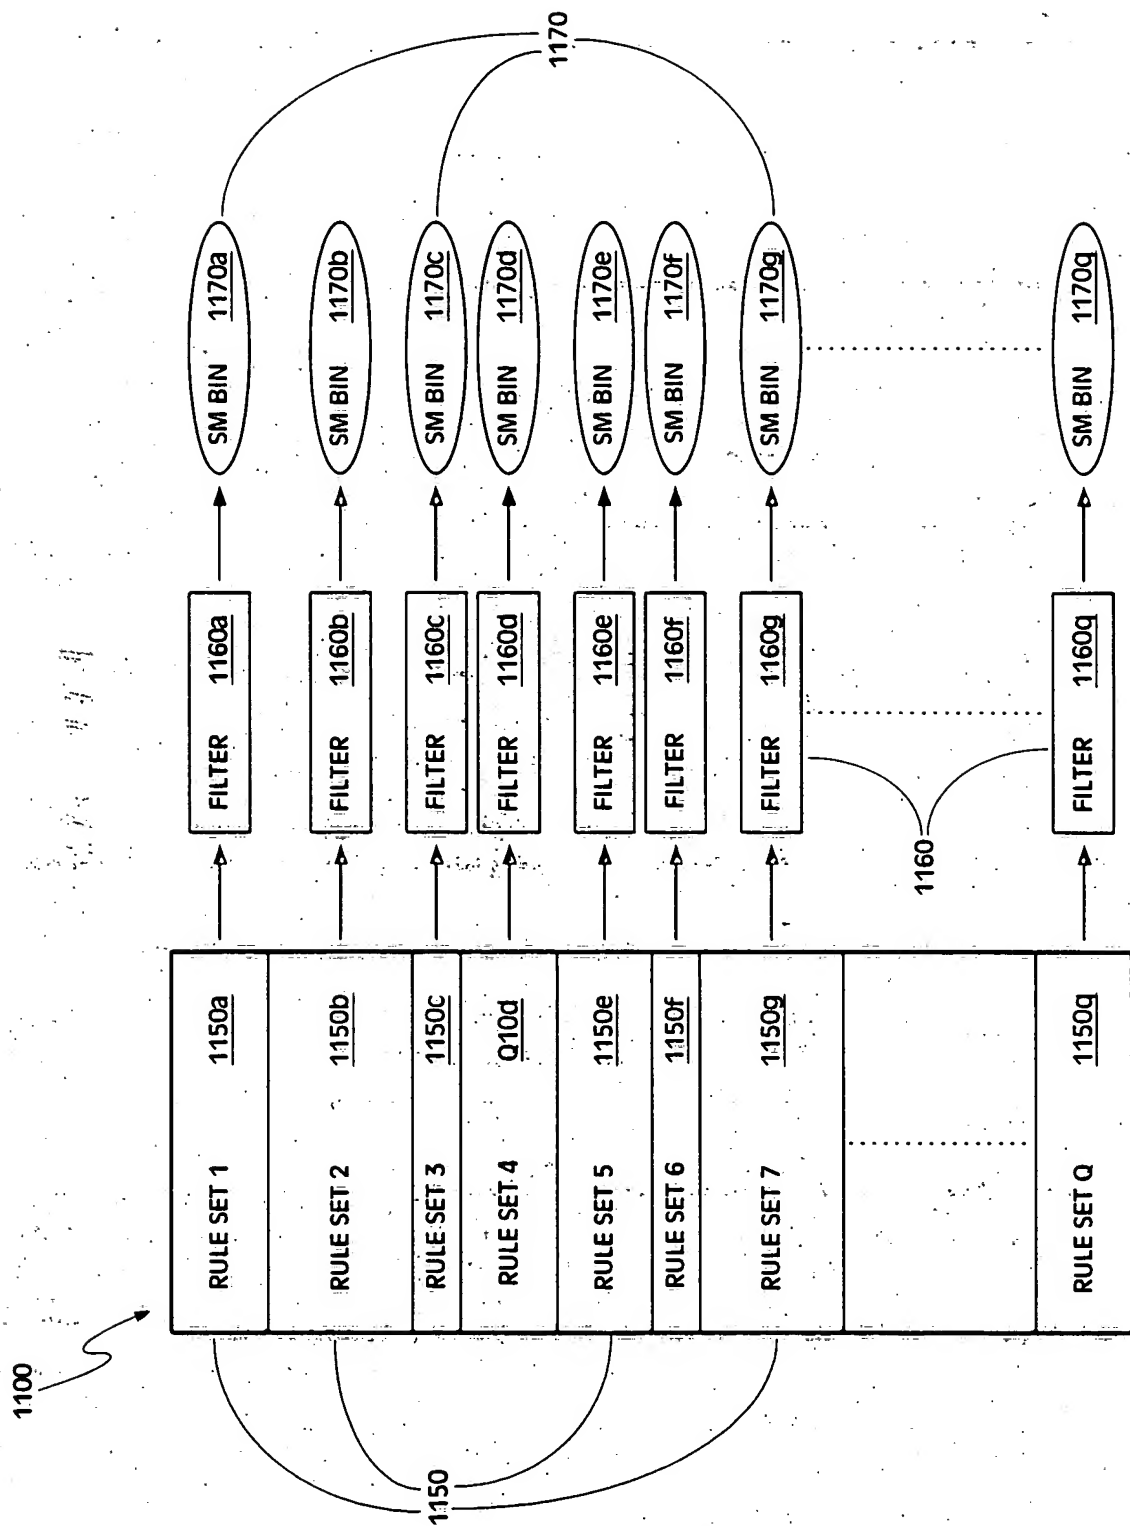 1100
RULE SET 1 1150a
FILTER 1160a
SM BIN 1170a
RULE SET 2 1150b
FILTER 1160b
SM BIN 1170b
RULE SET 3 1150c
FILTER 1160c
SM BIN 1170c
RULE SET 4 Q10d
FILTER 1160d
SM BIN 1170d
RULE SET 5 1150e
FILTER 1160e
SM BIN 1170e
RULE SET 6 1150f
FILTER 1160f
SM BIN 1170f
RULE SET 7 1150g
FILTER 1160g
SM BIN 1170g
RULE SET Q 1150q
FILTER 1160q
SM BIN 1170q
1150
1160
1170